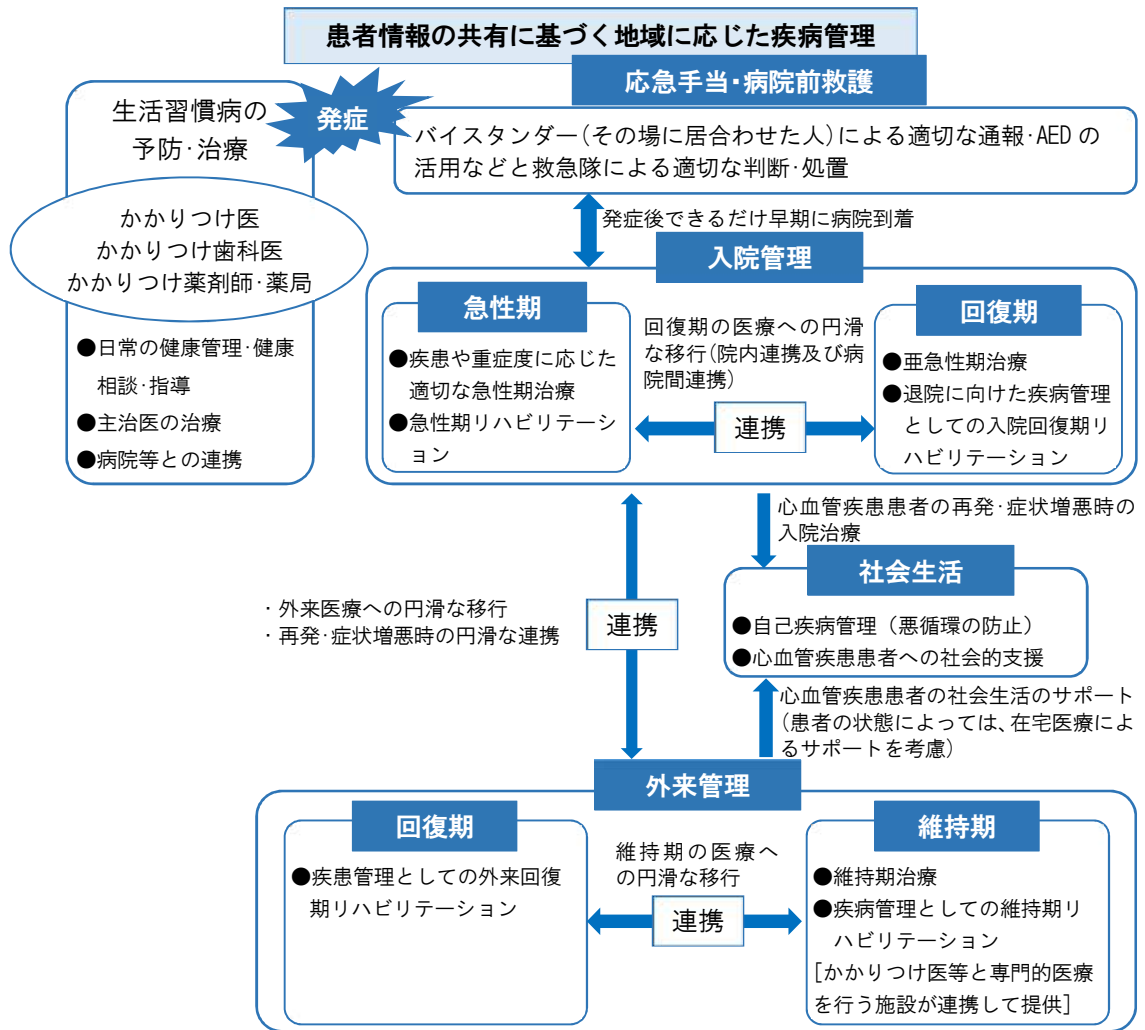 患者情報の共有に基づく地域に応じた疾病管理
生活習慣病の
予防・治療
発症
かかりつけ医
かかりつけ歯科医
かかりつけ薬剤師・薬局
●日常の健康管理・健康
相談・指導
●主治医の治療
●病院等との連携
応急手当・病院前救護
バイスタンダー(その場に居合わせた人)による適切な通報・AED の
活用などと救急隊による適切な判断・処置
発症後できるだけ早期に病院到着
入院管理
急性期
●疾患や重症度に応じた
適切な急性期治療
●急性期リハビリテーシ
ョン
回復期の医療への円滑
な移行(院内連携及び病
院間連携)
連携
回復期
●亜急性期治療
●退院に向けた疾病管理
としての入院回復期リ
ハビリテーション
心血管疾患患者の再発・症状増悪時の
入院治療
・外来医療への円滑な移行
・再発・症状増悪時の円滑な連携
連携
社会生活
●自己疾病管理（悪循環の防止）
●心血管疾患患者への社会的支援
心血管疾患患者の社会生活のサポート
(患者の状態によっては、在宅医療によ
るサポートを考慮)
外来管理
回復期
●疾患管理としての外来回復
期リハビリテーション
維持期の医療へ
の円滑な移行
連携
維持期
●維持期治療
●疾病管理としての維持期リ
ハビリテーション
[かかりつけ医等と専門的医療
を行う施設が連携して提供]